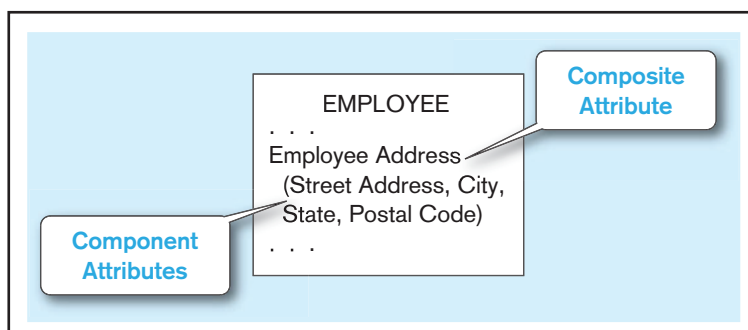 EMPLOYEE
. . .
Employee Address
(Street Address, City,
State, Postal Code)
. . .
Composite
Attribute
Component
Attributes